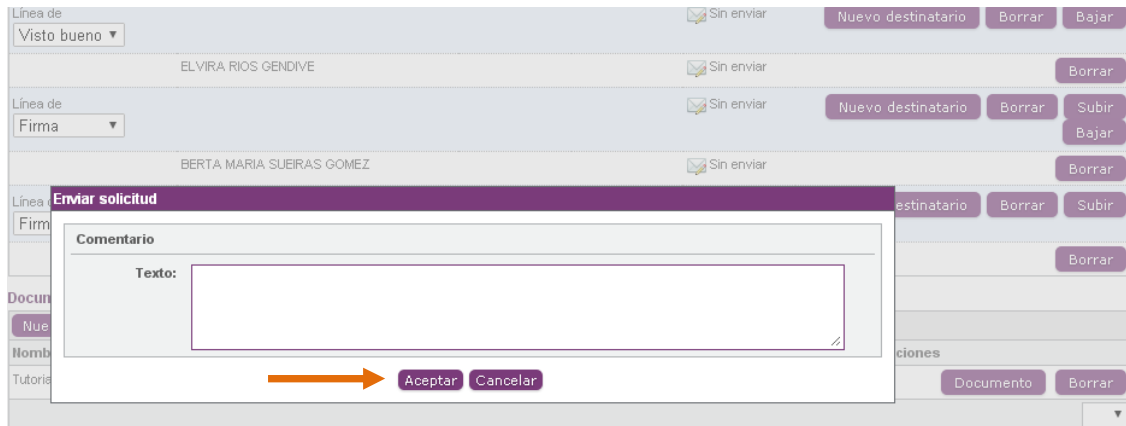 Línea de Sin enviar Nuevo destinatario Borrar Bajar
Visto bueno
ELVIRA RIOS GENDIVE Sin enviar Borrar
Línea de Sin enviar Nuevo destinatario Borrar Subir
Firma Bajar
BERTA MARIA SUEIRAS GOMEZ Sin enviar Borrar
Enviar solicitud
Línea estinatario Borrar Subir
Firm
Comentario
Borrar
Texto:
Docum
Nue
Nomb ciones
Tutoria Documento Borrar
Aceptar Cancelar